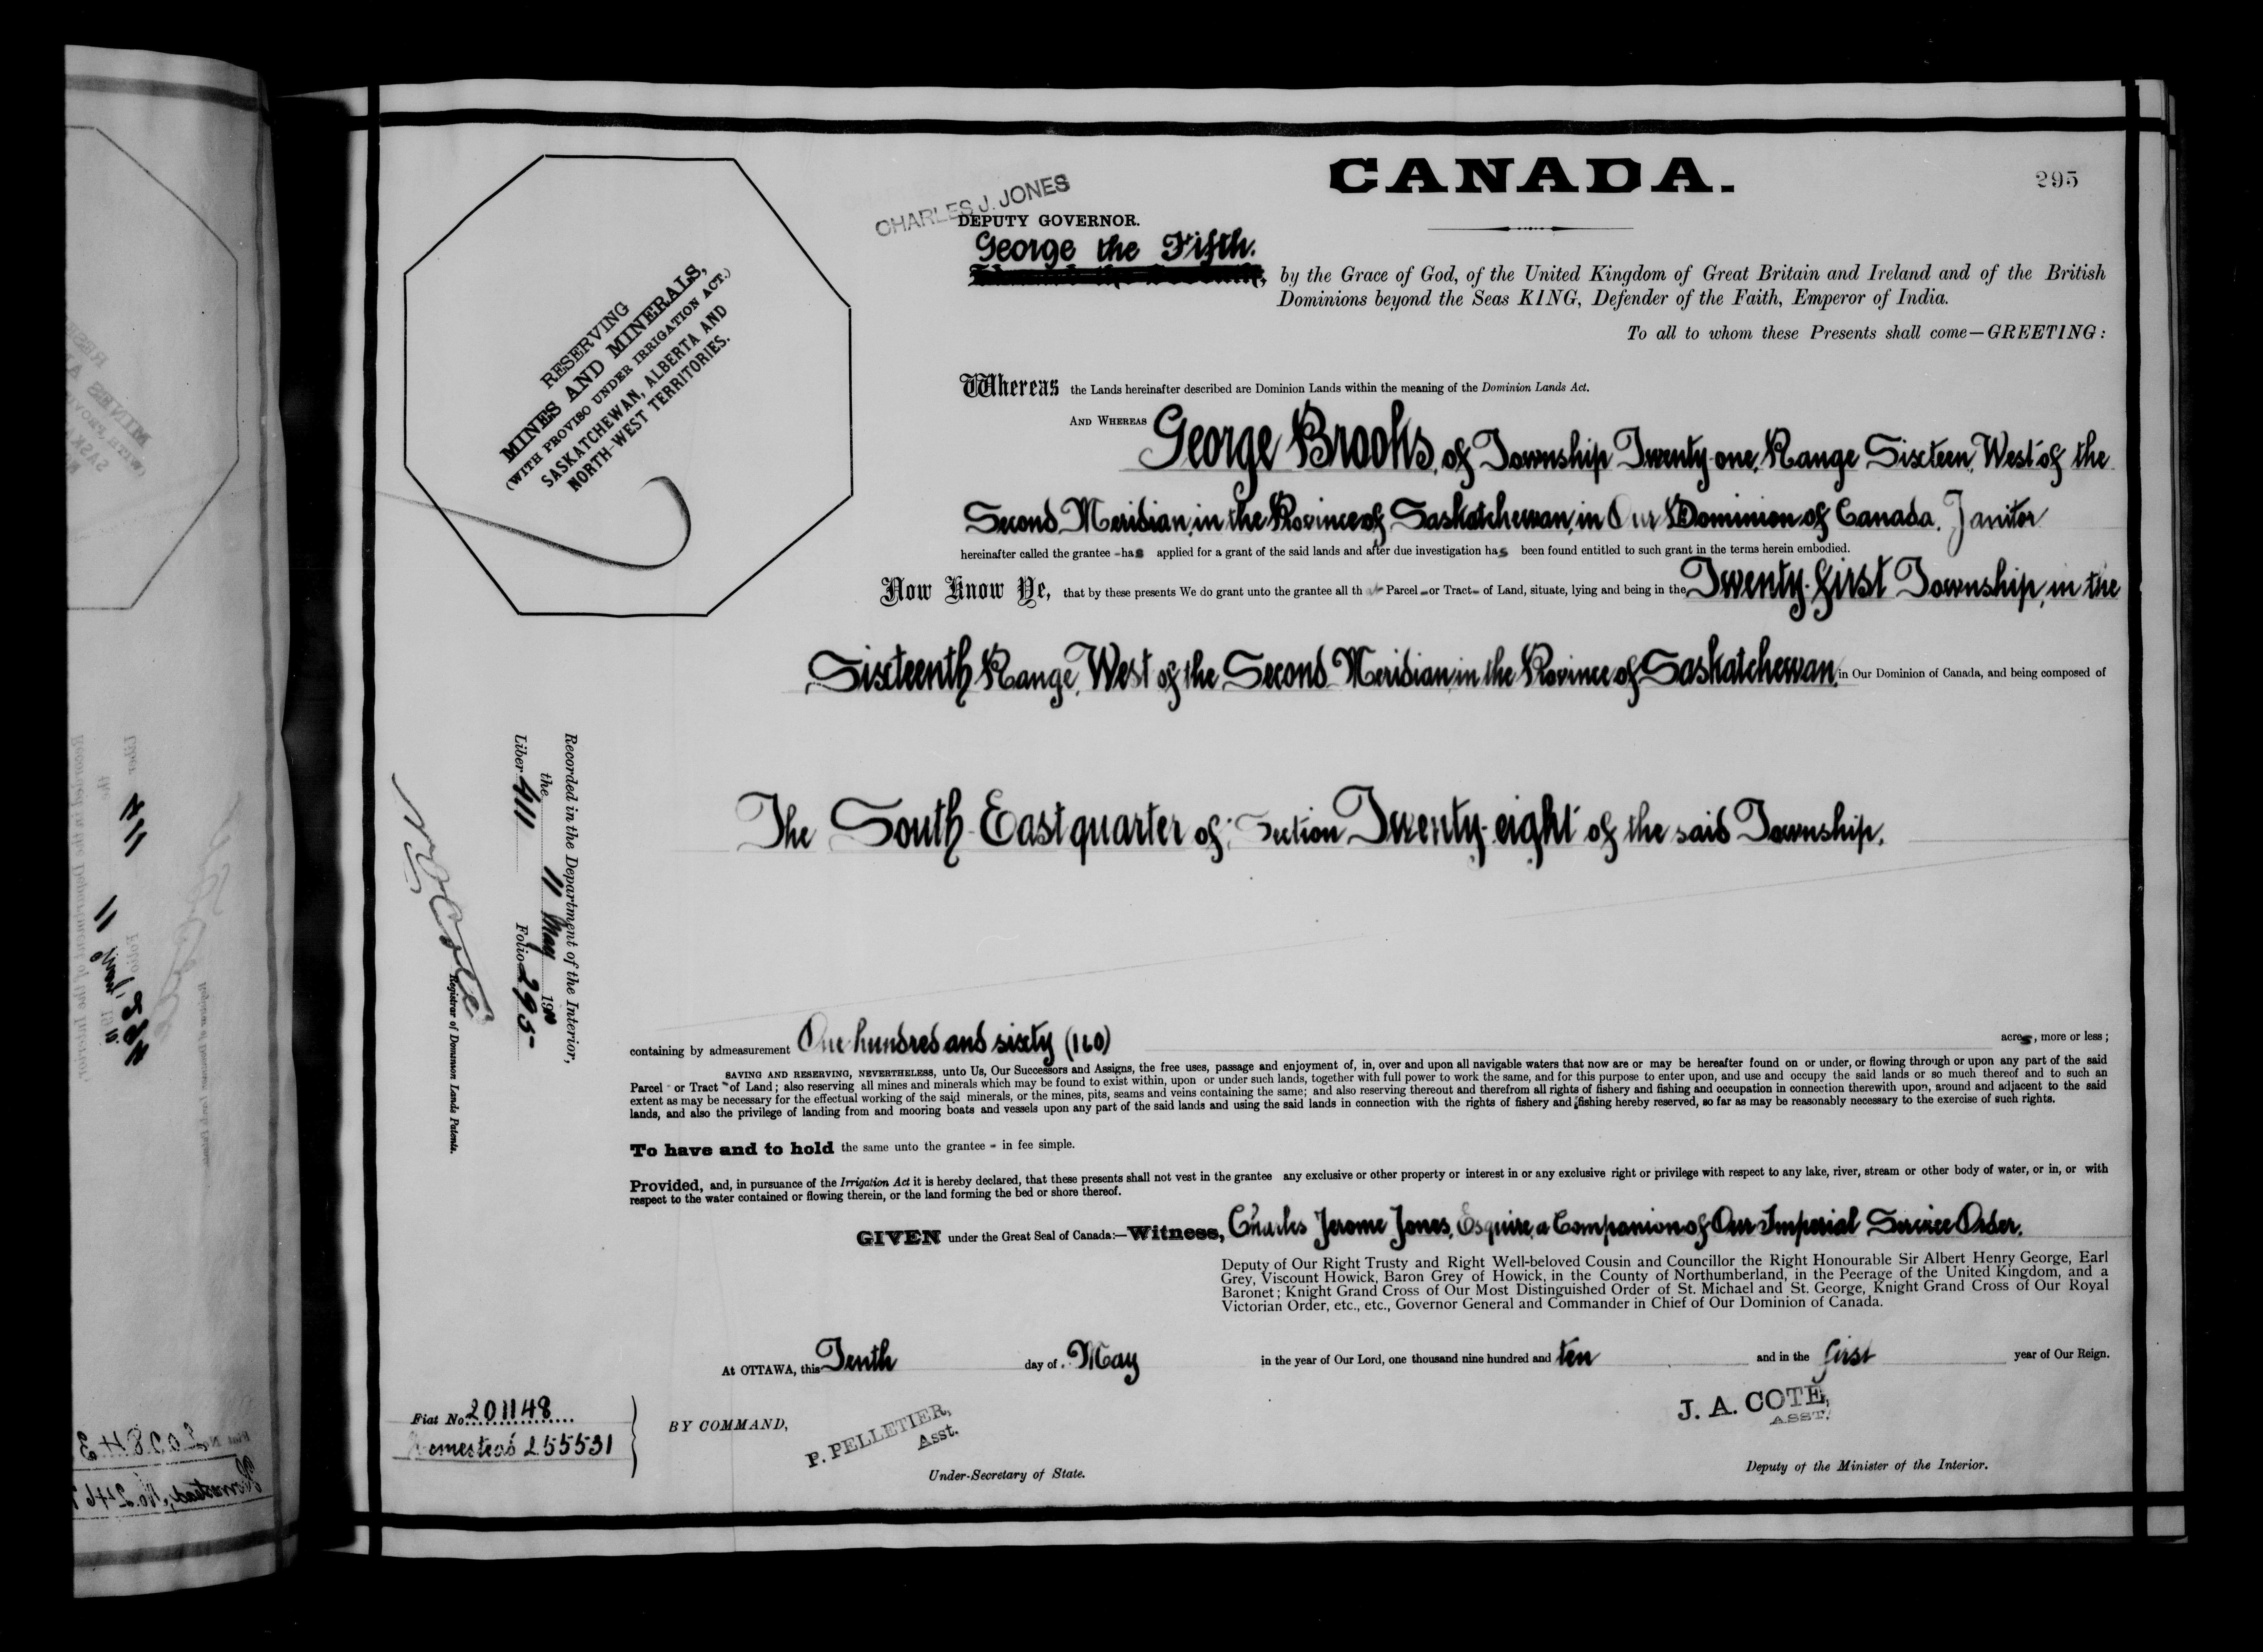 CANADA.
295
CHARLES J. JONES
DEPUTY GOVERNOR.
George the Fifth.
by the Grace of God, of the United Kingdom of Great Britain and Ireland and of the British
Dominions beyond the Seas KING, Defender of the Faith, Emperor of India.
To all to whom these Presents shall come—GREETING:
RESERVING
MINES AND MINERALS,
(WITH PROVISO UNDER IRRIGATION ACT.)
SASKATCHEWAN, ALBERTA AND
NORTH-WEST TERRITORIES.
Whereas the Lands hereinafter described are Dominion Lands within the meaning of the Dominion Lands Act.
AND WHEREAS George Brooks, of Township Twenty-one, Range Sixteen, West of the
Second Meridian, in the Province of Saskatchewan, in Our Dominion of Canada, Janitor
hereinafter called the grantee - has applied for a grant of the said lands and after due investigation has been found entitled to such grant in the terms herein embodied.
Now Know Ye, that by these presents We do grant unto the grantee all th Parcel - or Tract - of Land, situate, lying and being in the Twenty-first Township, in the
Sixteenth Range, West of the Second Meridian, in the Province of Saskatchewan, in Our Dominion of Canada, and being composed of
The South-East quarter of Section Twenty-eight of the said Township.
Recorded in the Department of the Interior,
the 11 May 1910
Liber 411 Folio 295-
N O Coté
Registrar of Dominion Lands Patents.
containing by admeasurement One hundred and sixty (160) acres, more or less;
SAVING AND RESERVING, NEVERTHELESS, unto Us, Our Successors and Assigns, the free uses, passage and enjoyment of, in, over and upon all navigable waters that now are or may be hereafter found on or under, or flowing through or upon any part of the said
Parcel - or Tract - of Land; also reserving all mines and minerals which may be found to exist within, upon or under such lands, together with full power to work the same, and for this purpose to enter upon, and use and occupy the said lands or so much thereof and to such an
extent as may be necessary for the effectual working of the said minerals, or the mines, pits, seams and veins containing the same; and also reserving thereout and therefrom all rights of fishery and fishing and occupation in connection therewith upon, around and adjacent to the said
lands, and also the privilege of landing from and mooring boats and vessels upon any part of the said lands and using the said lands in connection with the rights of fishery and fishing hereby reserved, so far as may be reasonably necessary to the exercise of such rights.
To have and to hold the same unto the grantee - in fee simple.
Provided, and, in pursuance of the Irrigation Act it is hereby declared, that these presents shall not vest in the grantee any exclusive or other property or interest in or any exclusive right or privilege with respect to any lake, river, stream or other body of water, or in, or with
respect to the water contained or flowing therein, or the land forming the bed or shore thereof.
GIVEN under the Great Seal of Canada:—Witness, Charles Jerome Jones, Esquire, a Companion of Our Imperial Service Order,
Deputy of Our Right Trusty and Right Well-beloved Cousin and Councillor the Right Honourable Sir Albert Henry George, Earl
Grey, Viscount Howick, Baron Grey of Howick, in the County of Northumberland, in the Peerage of the United Kingdom, and a
Baronet; Knight Grand Cross of Our Most Distinguished Order of St. Michael and St. George, Knight Grand Cross of Our Royal
Victorian Order, etc., etc., Governor General and Commander in Chief of Our Dominion of Canada.
At OTTAWA, this Tenth day of May in the year of Our Lord, one thousand nine hundred and ten and in the first year of Our Reign.
Fiat No. 201148
Homestead 255531
BY COMMAND,
P. PELLETIER,
Asst.
Under-Secretary of State.
J. A. COTE,
ASST.
Deputy of the Minister of the Interior.